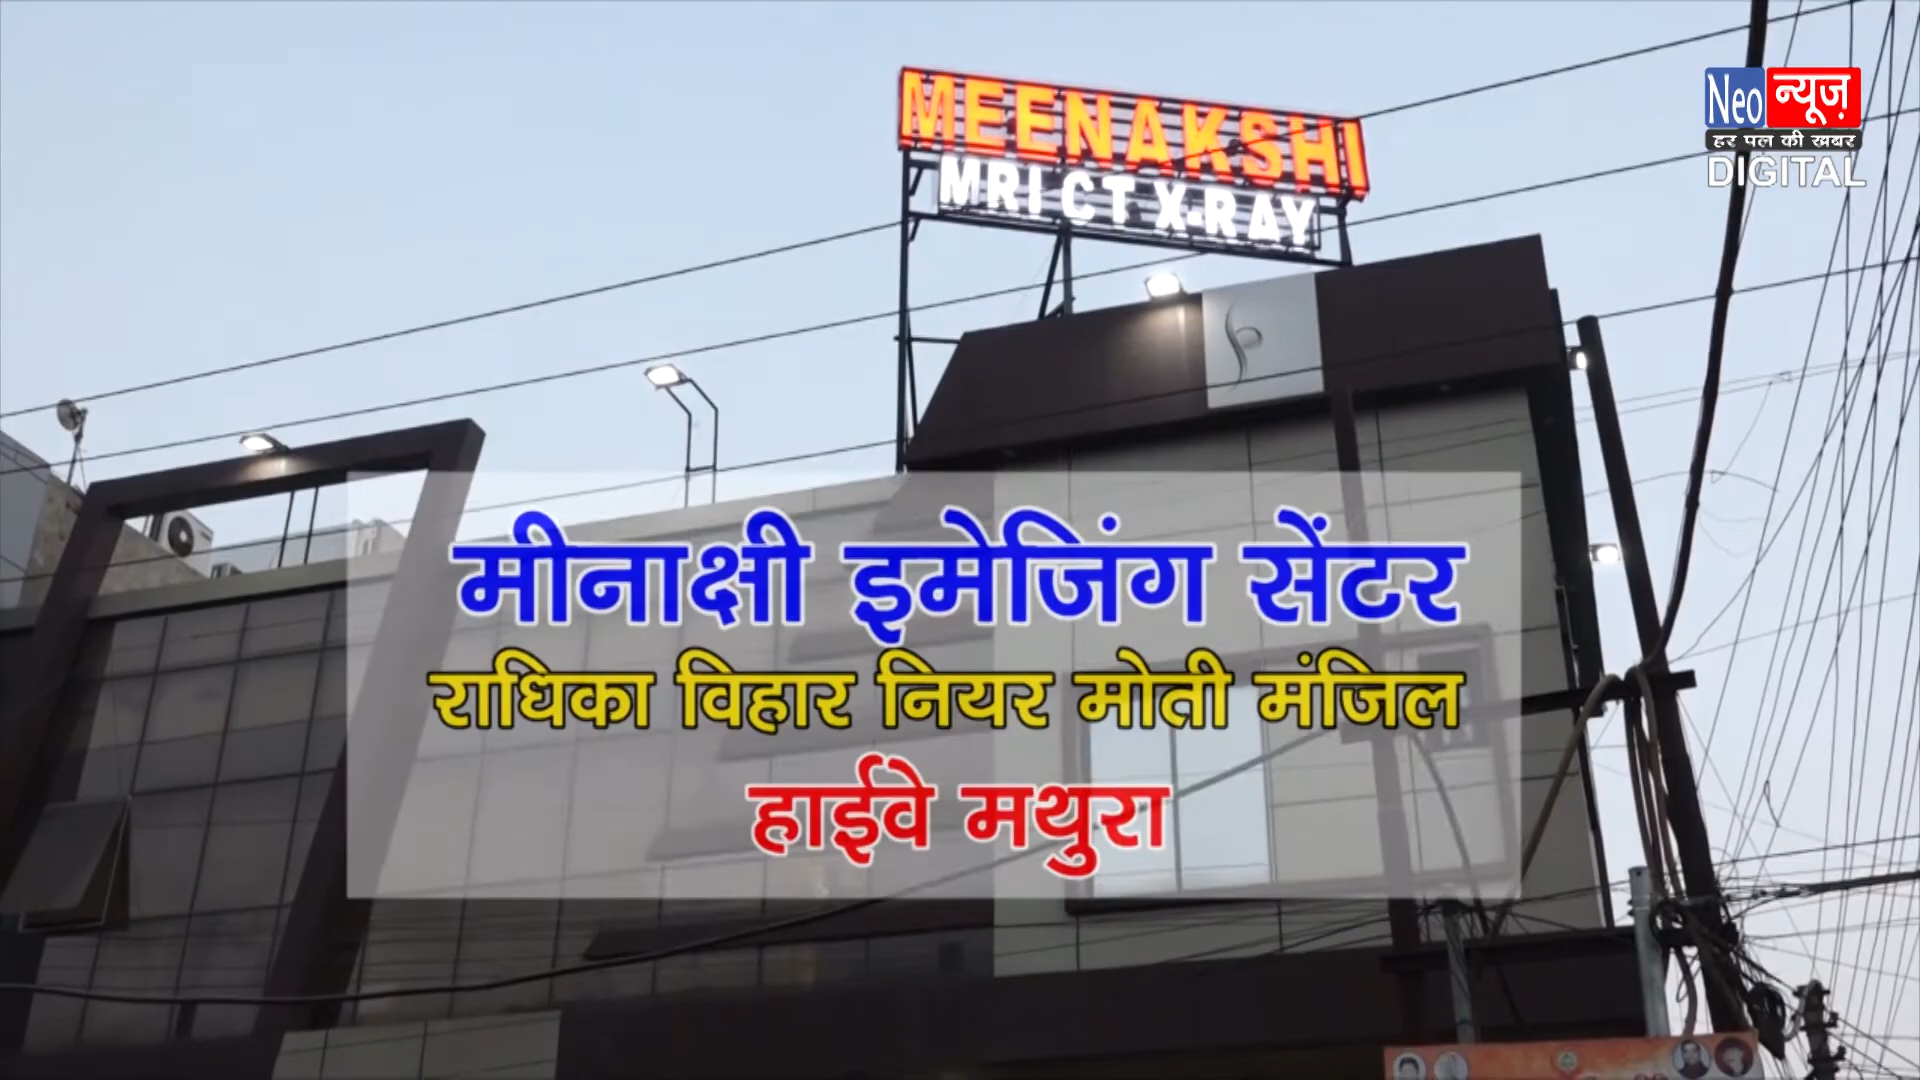 MEENAKSHI
MRI CT X-RAY
Neo न्यूज़
हर पल की खबर
DIGITAL
मीनाक्षी इमेजिंग सेंटर
राधिका विहार नियर मोती मंजिल
हाईवे मथुरा